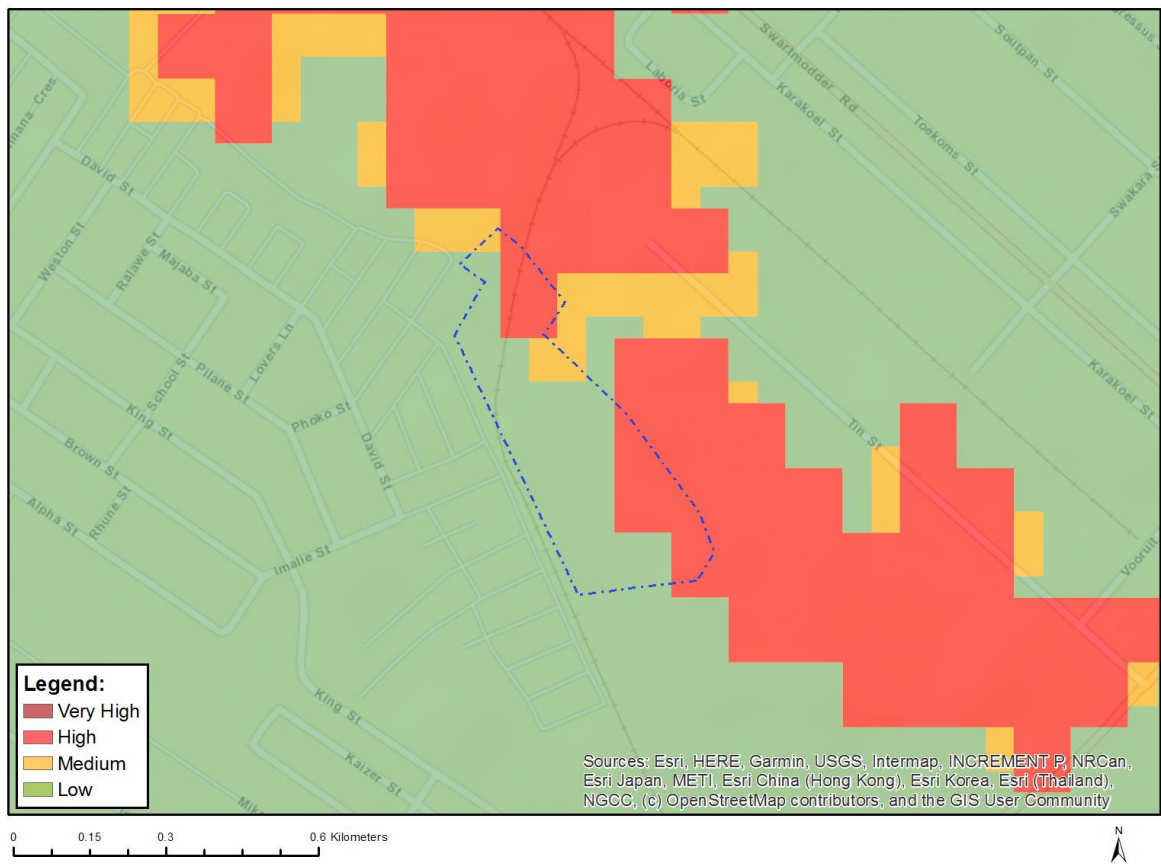 Soutpan St
Swartmodder Rd
Laboria St
Karakoel St
Toekoms St
Swakara S
David St
Weston St
Ralawe St
Majaba St
Lovers Ln
School St
Pilane St
King St
Phoko St
Karakoel St
Tin St
Brown St
David St
Rhune St
Alpha St
Imalie St
Vooruit
King St
Kaizer St
Legend:
Very High
High
Medium
Low
Sources: Esri, HERE, Garmin, USGS, Intermap, INCREMENT P, NRCan,
Esri Japan, METI, Esri China (Hong Kong), Esri Korea, Esri (Thailand),
NGCC, (c) OpenStreetMap contributors, and the GIS User Community
0 0.15 0.3 0.6 Kilometers
N